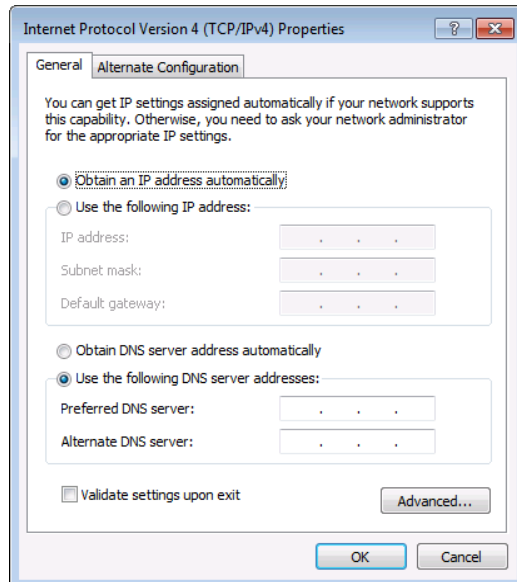 Internet Protocol Version 4 (TCP/IPv4) Properties
General
Alternate Configuration
You can get IP settings assigned automatically if your network supports
this capability. Otherwise, you need to ask your network administrator
for the appropriate IP settings.
Obtain an IP address automatically
Use the following IP address:
IP address: . . .
Subnet mask: . . .
Default gateway: . . .
Obtain DNS server address automatically
Use the following DNS server addresses:
Preferred DNS server: . . .
Alternate DNS server: . . .
Validate settings upon exit
Advanced...
OK
Cancel